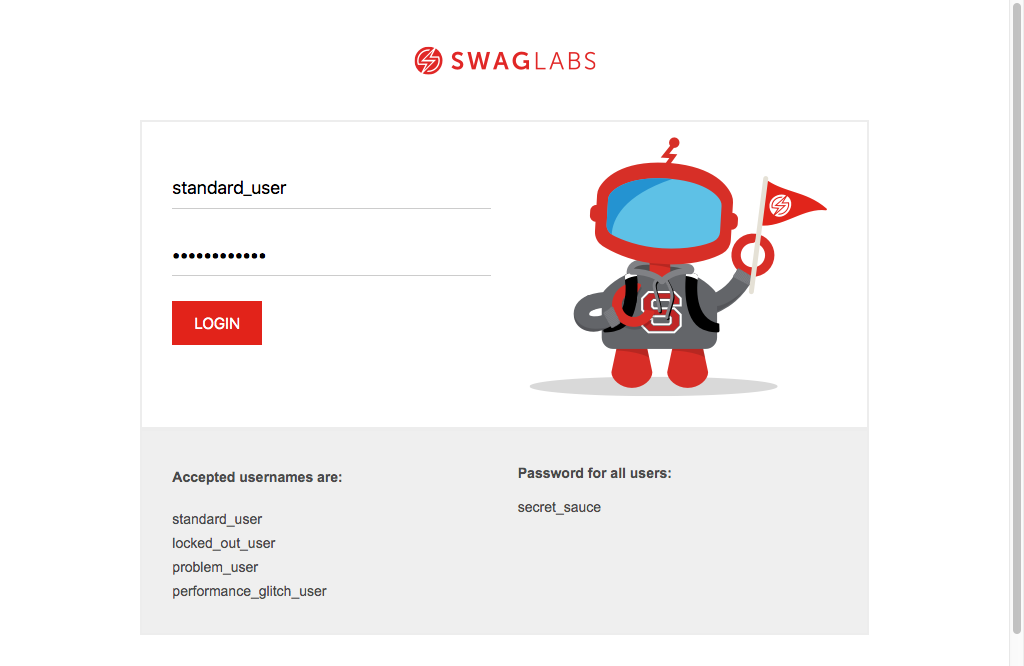 SWAGLABS
standard_user
••••••••••••
LOGIN
S
Accepted usernames are:
standard_user
locked_out_user
problem_user
performance_glitch_user
Password for all users:
secret_sauce